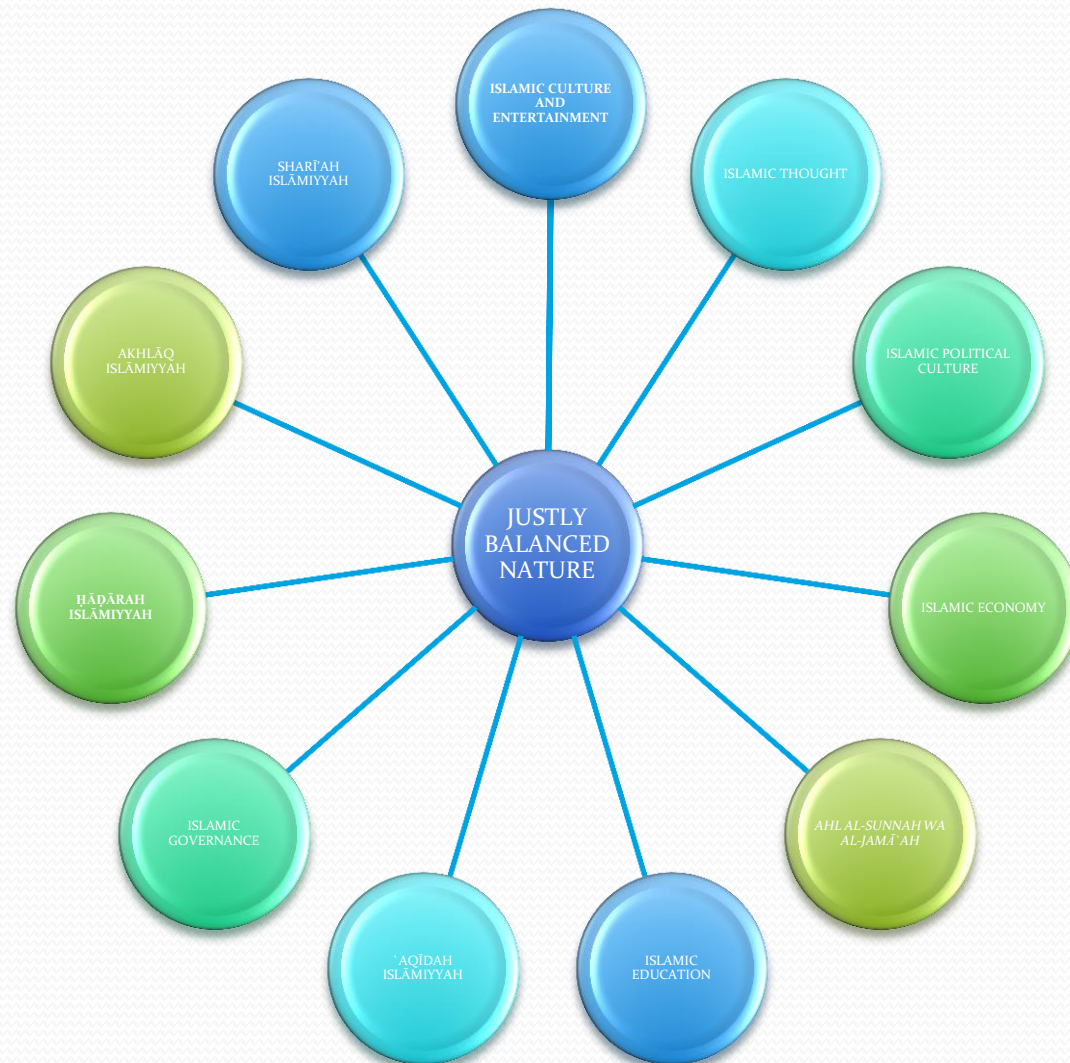 ISLAMIC CULTURE
AND
ENTERTAINMENT
ISLAMIC THOUGHT
ISLAMIC POLITICAL
CULTURE
ISLAMIC ECONOMY
AHL AL-SUNNAH WA
AL-JAMĀ`AH
ISLAMIC
EDUCATION
`AQĪDAH
ISLĀMIYYAH
ISLAMIC
GOVERNANCE
ḤĀḌĀRAH
ISLĀMIYYAH
AKHLĀQ
ISLĀMIYYAH
SHARĪ'AH
ISLĀMIYYAH
JUSTLY
BALANCED
NATURE